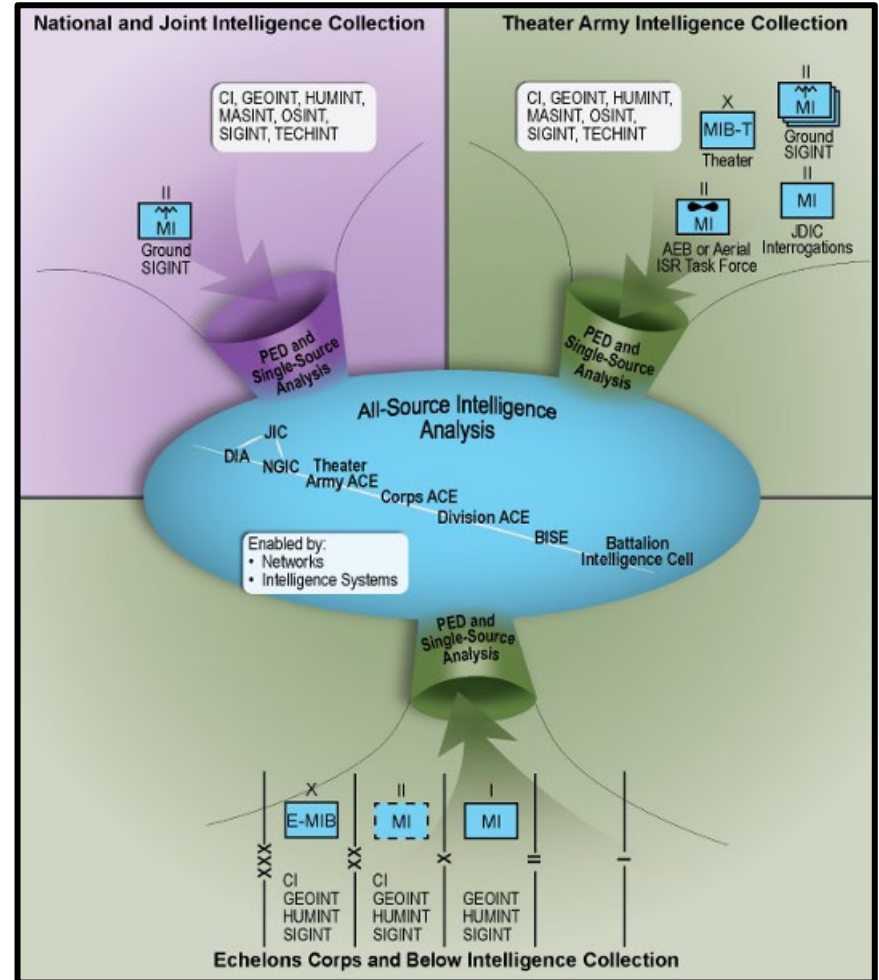 National and Joint Intelligence Collection
CI, GEOINT, HUMINT,
MASINT, OSINT,
SIGINT, TECHINT
II
MI
Ground
SIGINT
PED and
Single-Source
Analysis
Theater Army Intelligence Collection
CI, GEOINT, HUMINT,
MASINT, OSINT,
SIGINT, TECHINT
X
MIB-T
Theater
II
MI
Ground
SIGINT
II
MI
AEB or Aerial
ISR Task Force
II
MI
JDIC
Interrogations
PED and
Single-Source
Analysis
All-Source Intelligence
Analysis
JIC
DIA
NGIC
Theater
Army ACE
Corps ACE
Division ACE
BISE
Battalion
Intelligence Cell
Enabled by:
• Networks
• Intelligence Systems
PED and
Single-Source
Analysis
XXX
X
E-MIB
CI
GEOINT
HUMINT
SIGINT
XX
II
MI
CI
GEOINT
HUMINT
SIGINT
X
I
MI
GEOINT
HUMINT
SIGINT
II
I
Echelons Corps and Below Intelligence Collection